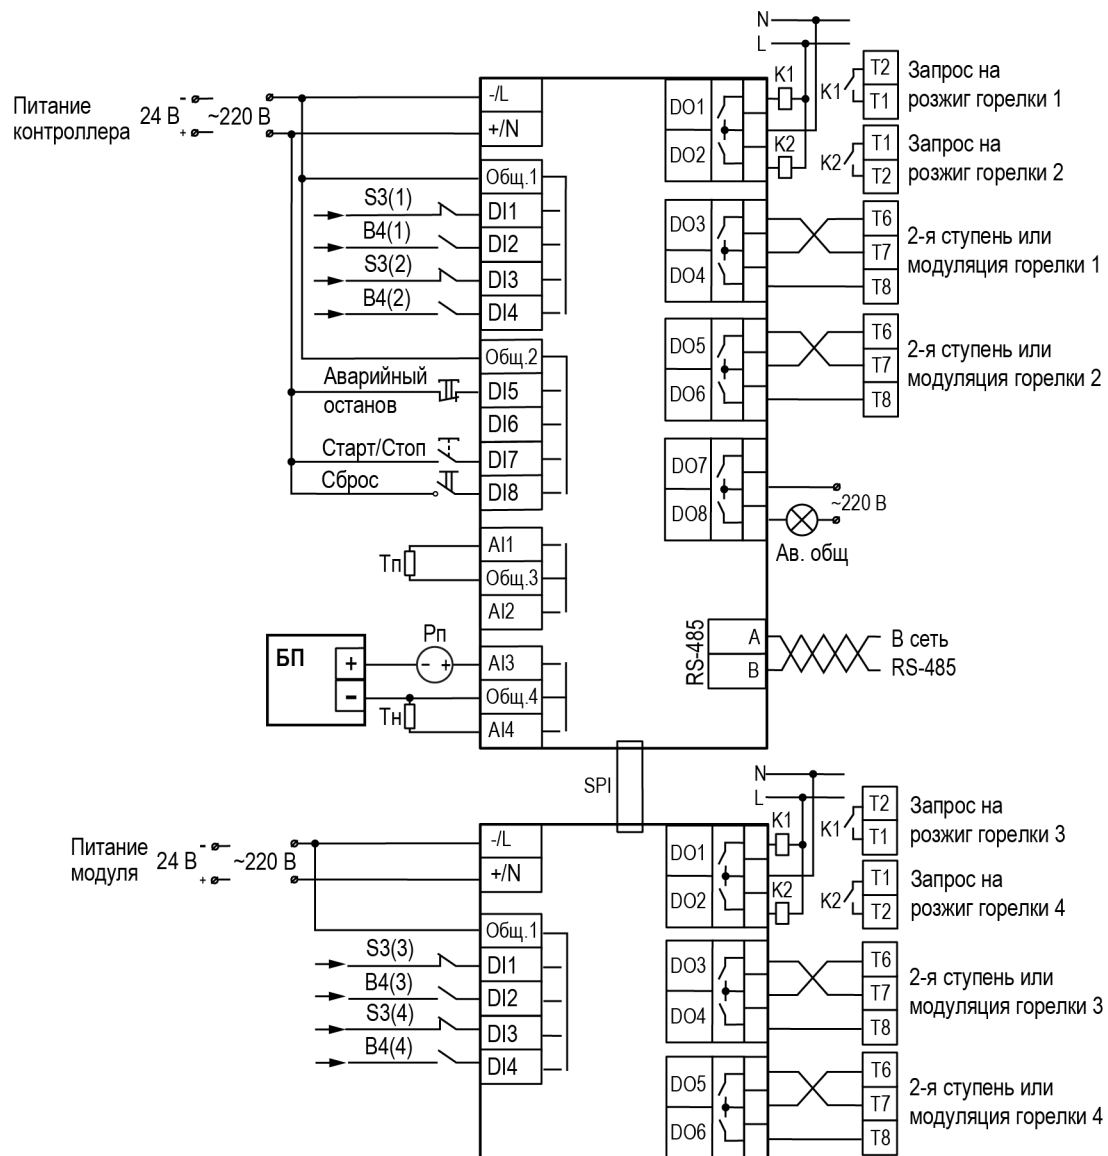 N
L
Питание
контроллера
-
24 В
+
~220 В
-/L
+/N
Общ.1
S3(1)
DI1
B4(1)
DI2
S3(2)
DI3
B4(2)
DI4
Общ.2
Аварийный
останов
DI5
DI6
Старт/Стоп
DI7
Сброс
DI8
Тп
AI1
Общ.3
AI2
БП
+
-
Рп
- +
AI3
Общ.4
Тн
AI4
DO1
DO2
K1
K2
K1
T2
T1
Запрос на
розжиг горелки 1
K2
T1
T2
Запрос на
розжиг горелки 2
DO3
DO4
T6
T7
T8
2-я ступень или
модуляция горелки 1
DO5
DO6
T6
T7
T8
2-я ступень или
модуляция горелки 2
DO7
DO8
~220 В
Ав. общ
RS-485
A
B
В сеть
RS-485
SPI
N
L
Питание
модуля
-
24 В
+
~220 В
-/L
+/N
Общ.1
S3(3)
DI1
B4(3)
DI2
S3(4)
DI3
B4(4)
DI4
DO1
DO2
K1
K2
K1
T2
T1
Запрос на
розжиг горелки 3
K2
T1
T2
Запрос на
розжиг горелки 4
DO3
DO4
T6
T7
T8
2-я ступень или
модуляция горелки 3
DO5
DO6
T6
T7
T8
2-я ступень или
модуляция горелки 4